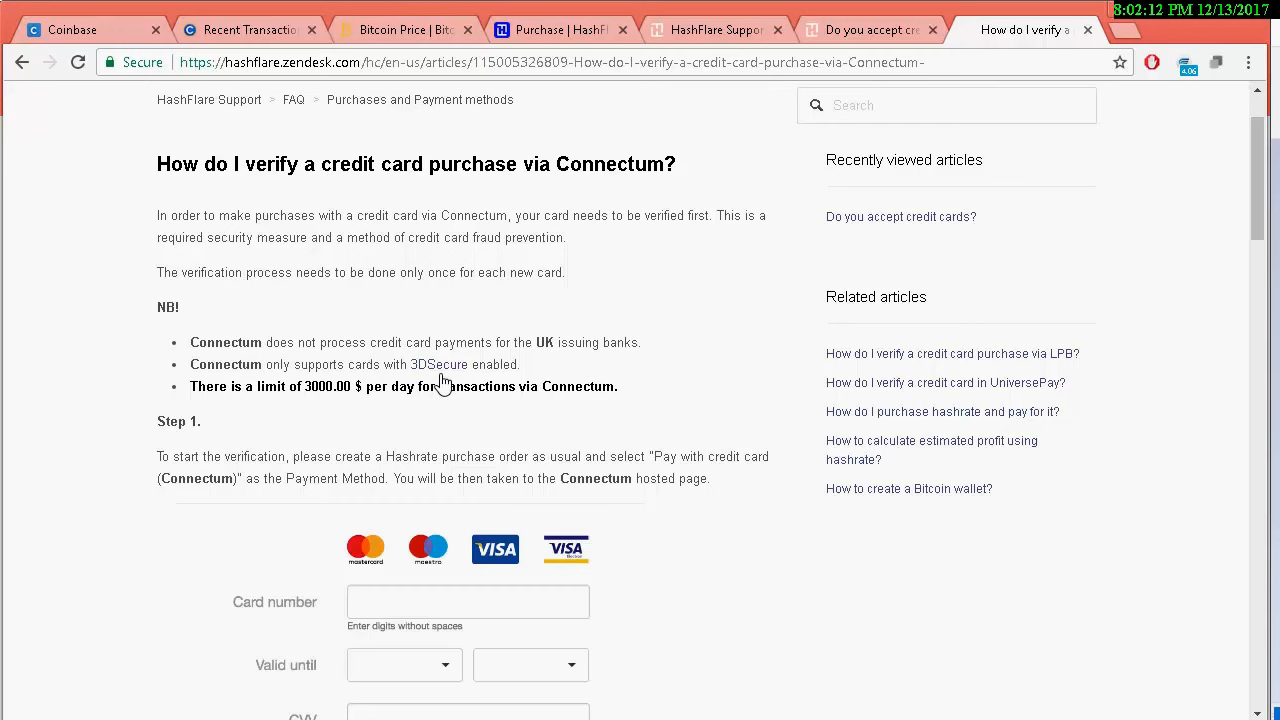 8:02:12 PM 12/13/2017
Coinbase
Recent Transactio
Bitcoin Price | Bitc
Purchase | HashFl
HashFlare Suppor
Do you accept cre
How do I verify a
Secure
https://hashflare.zendesk.com/hc/en-us/articles/115005326809-How-do-I-verify-a-credit-card-purchase-via-Connectum-
4.06
HashFlare Support > FAQ > Purchases and Payment methods
Search
How do I verify a credit card purchase via Connectum?
In order to make purchases with a credit card via Connectum, your card needs to be verified first. This is a
required security measure and a method of credit card fraud prevention.
The verification process needs to be done only once for each new card.
NB!
Connectum does not process credit card payments for the UK issuing banks.
Connectum only supports cards with 3DSecure enabled.
There is a limit of 3000.00 $ per day for transactions via Connectum.
Step 1.
To start the verification, please create a Hashrate purchase order as usual and select "Pay with credit card
(Connectum)" as the Payment Method. You will be then taken to the Connectum hosted page.
mastercard
maestro
VISA
VISA
Electron
Card number
Enter digits without spaces
Valid until
CVV
Recently viewed articles
Do you accept credit cards?
Related articles
How do I verify a credit card purchase via LPB?
How do I verify a credit card in UniversePay?
How do I purchase hashrate and pay for it?
How to calculate estimated profit using
hashrate?
How to create a Bitcoin wallet?